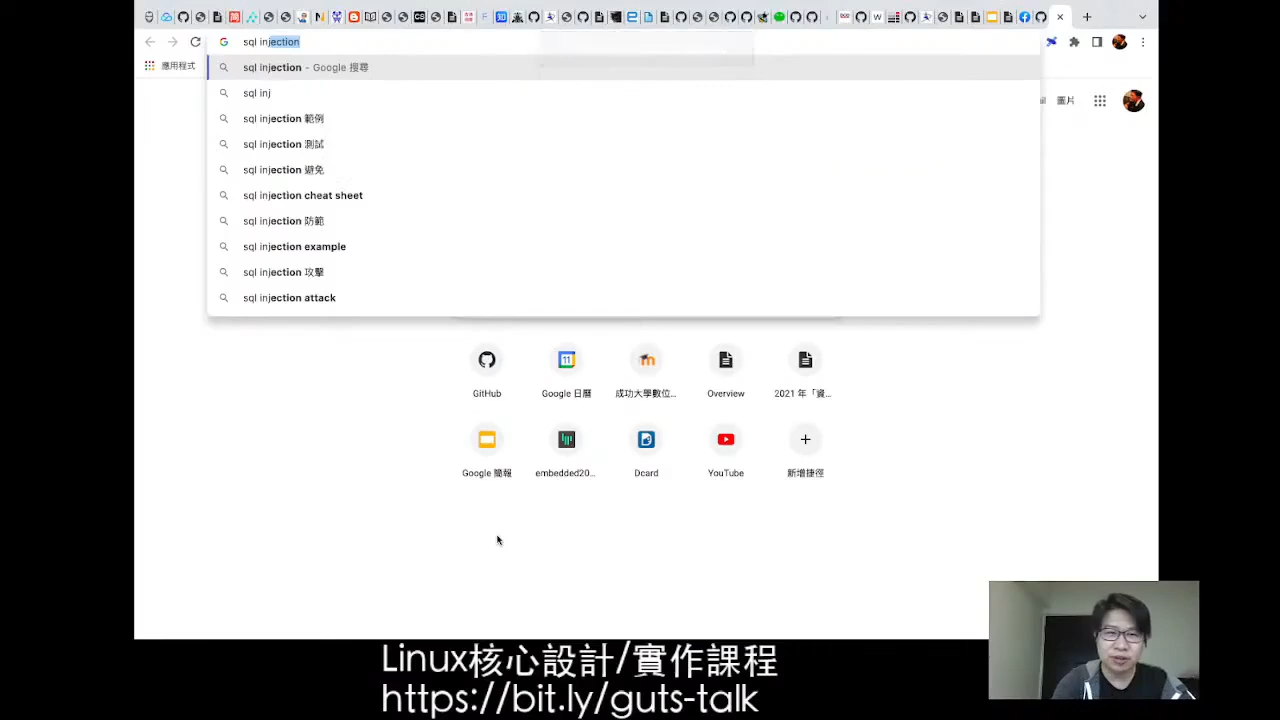 sql injection
應用程式
sql injection - Google 搜尋
圖片
sql inj
sql injection 範例
sql injection 測試
sql injection 避免
sql injection cheat sheet
sql injection 防範
sql injection example
sql injection 攻擊
sql injection attack
GitHub
Google 日曆
成功大學數位...
Overview
2021 年「資...
Google 簡報
embedded20...
Dcard
YouTube
新增捷徑
Linux核心設計/實作課程
https://bit.ly/guts-talk